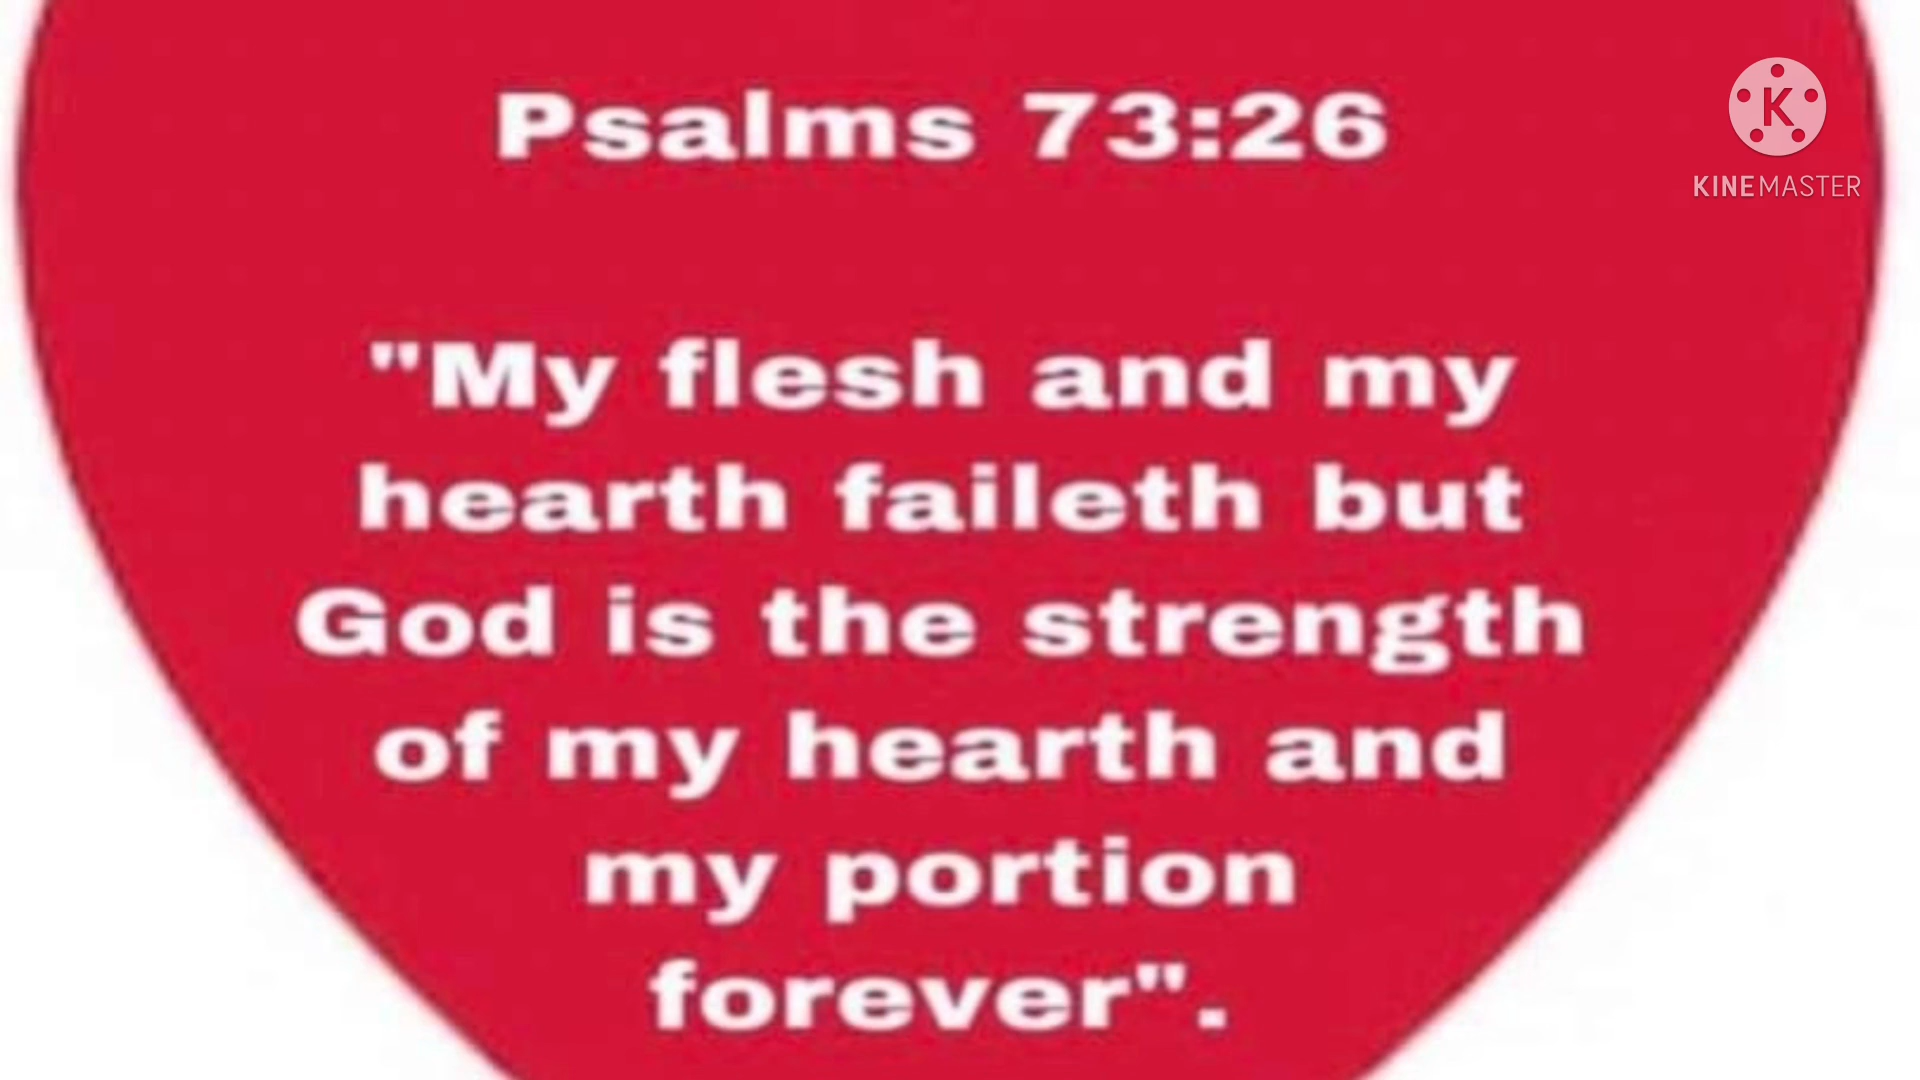 Psalms 73:26
K
KINEMASTER
"My flesh and my
hearth faileth but
God is the strength
of my hearth and
my portion
forever".